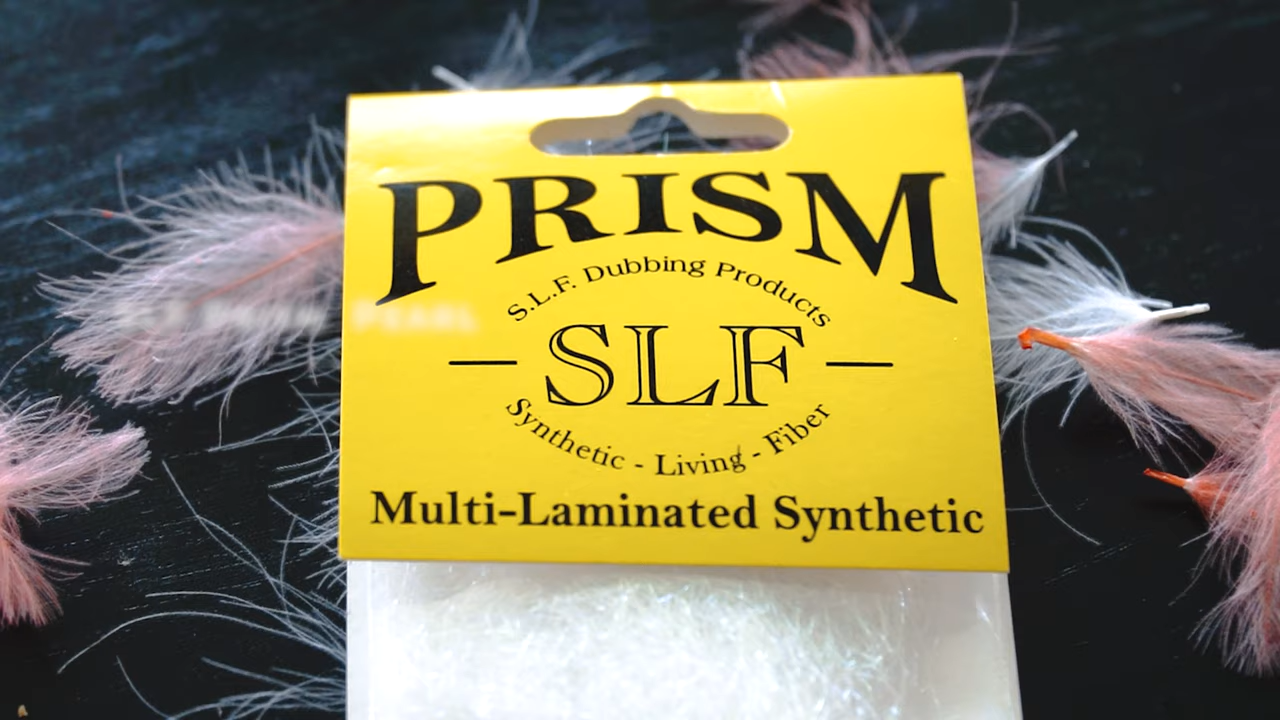 PRISM
S.L.F. Dubbing Products
SLF
Synthetic - Living - Fiber
Multi-Laminated Synthetic